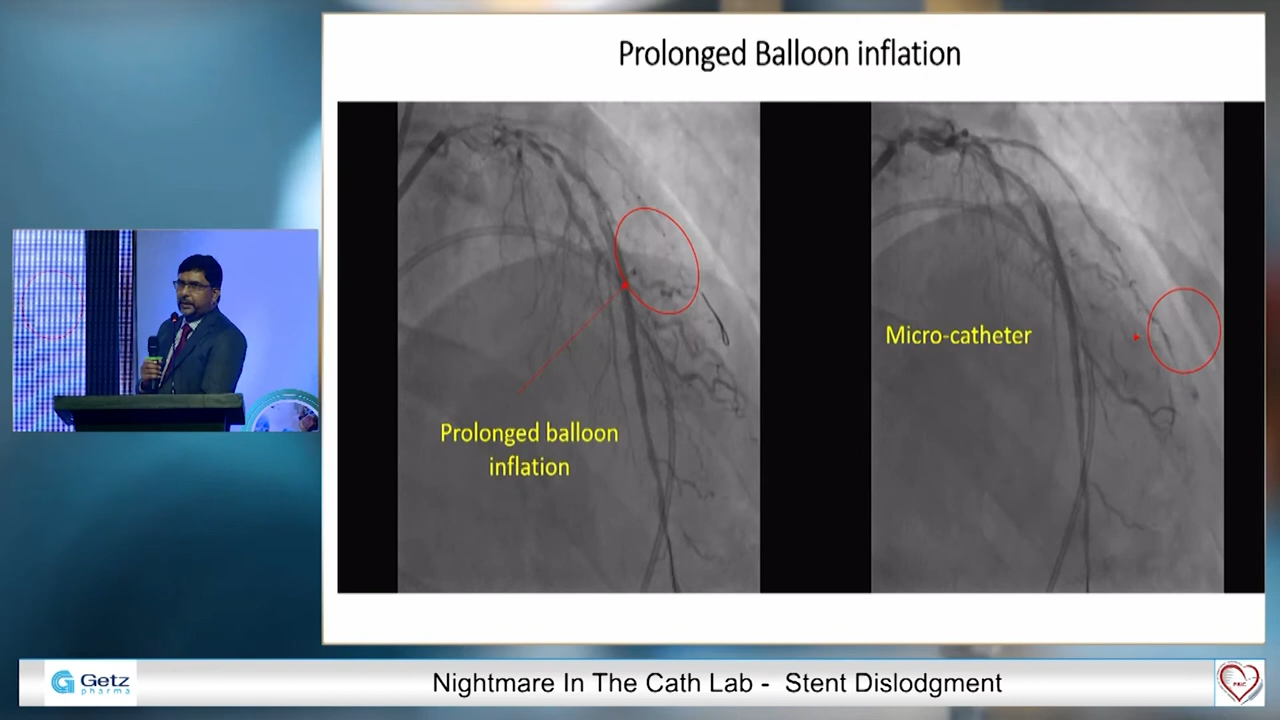 Prolonged Balloon inflation
Prolonged balloon
inflation
Micro-catheter
Getz
pharma
Nightmare In The Cath Lab - Stent Dislodgment